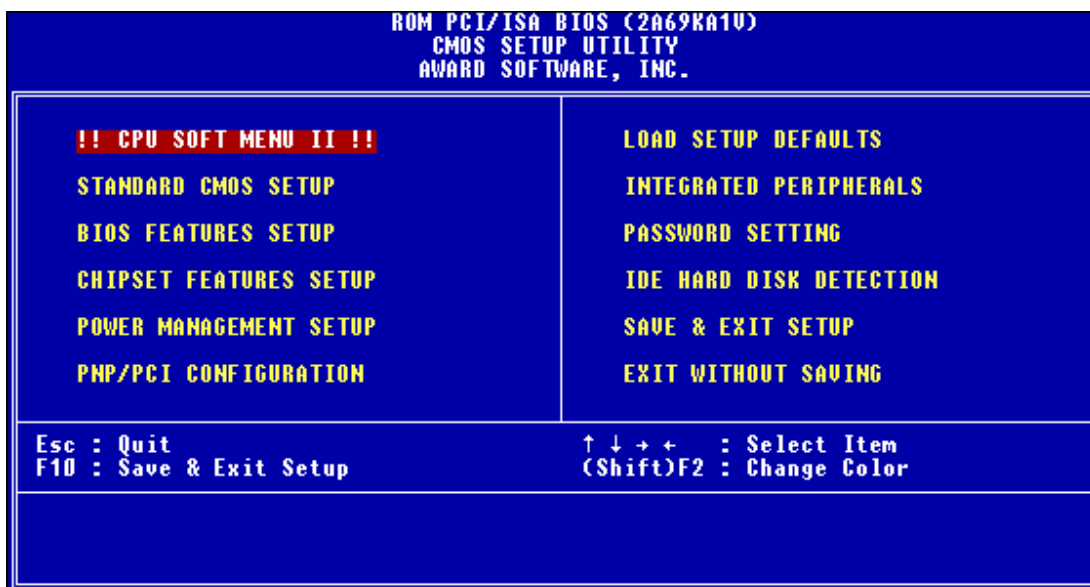 ROM PCI/ISA BIOS (2A69KA1V)
CMOS SETUP UTILITY
AWARD SOFTWARE, INC.
!! CPU SOFT MENU II !!
STANDARD CMOS SETUP
BIOS FEATURES SETUP
CHIPSET FEATURES SETUP
POWER MANAGEMENT SETUP
PNP/PCI CONFIGURATION
LOAD SETUP DEFAULTS
INTEGRATED PERIPHERALS
PASSWORD SETTING
IDE HARD DISK DETECTION
SAVE & EXIT SETUP
EXIT WITHOUT SAVING
Esc : Quit
F10 : Save & Exit Setup
↑ ↓ → ← : Select Item
(Shift)F2 : Change Color